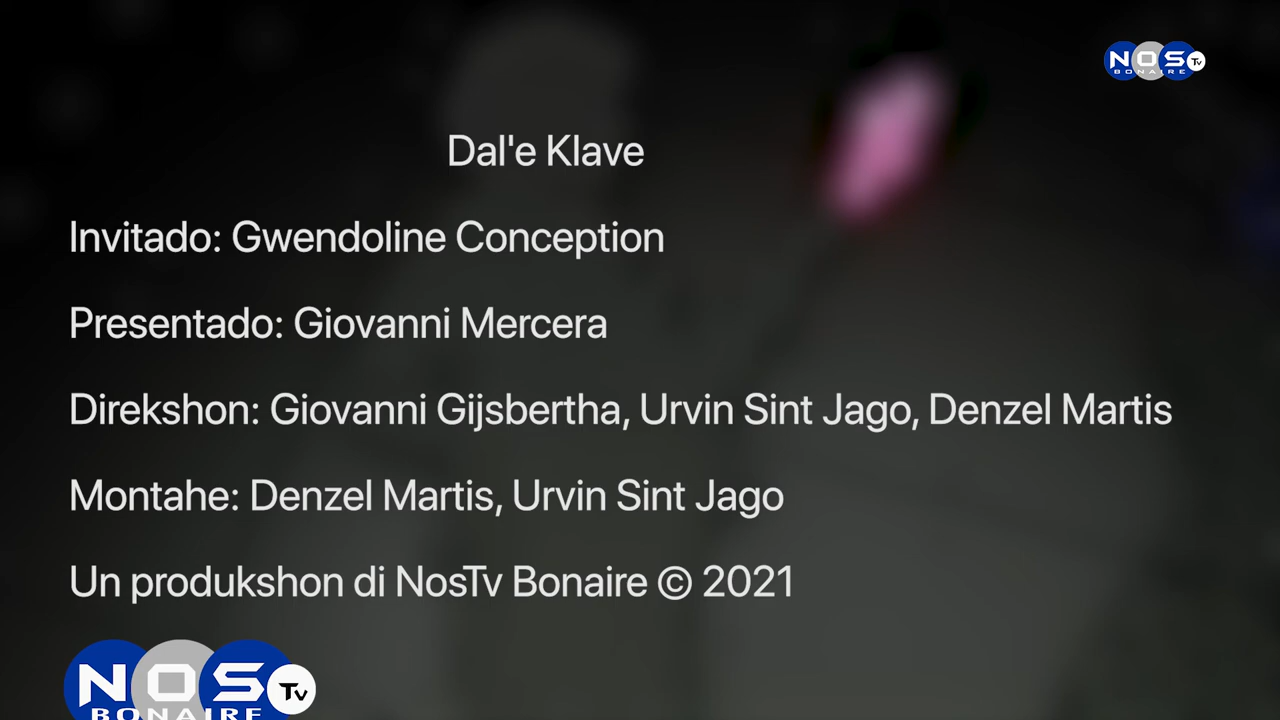 NOS Tv
BONAIRE
Dal'e Klave
Invitado: Gwendoline Conception
Presentado: Giovanni Mercera
Direkshon: Giovanni Gijsbertha, Urvin Sint Jago, Denzel Martis
Montahe: Denzel Martis, Urvin Sint Jago
Un produkshon di NosTv Bonaire © 2021
NOS Tv
BONAIRE